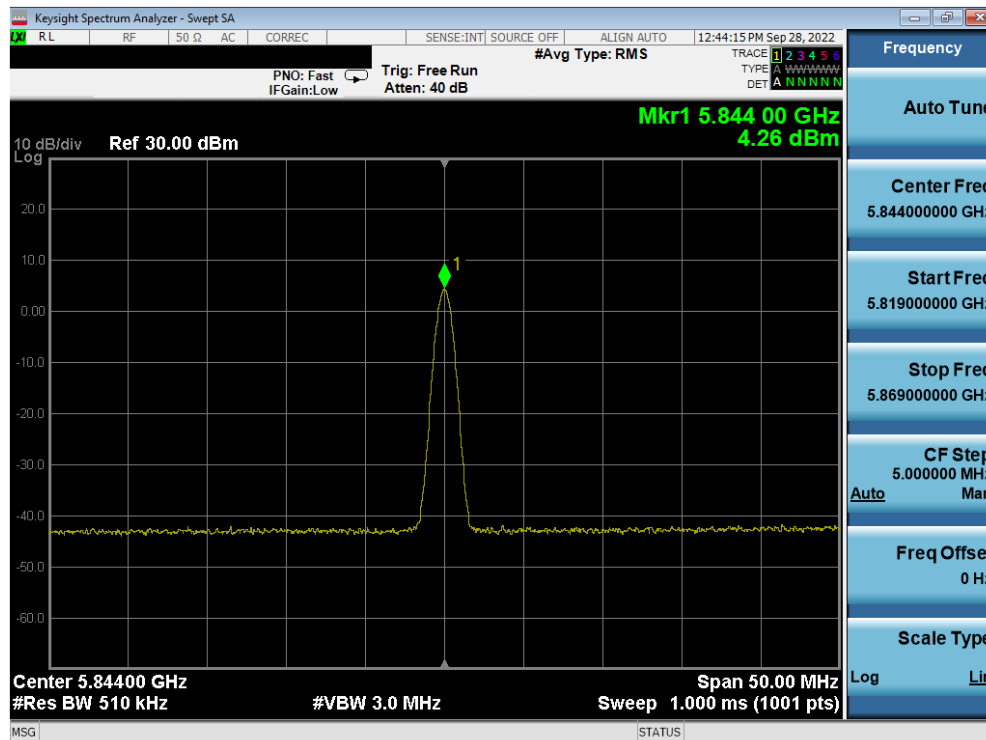 Keysight Spectrum Analyzer - Swept SA
LXI RL RF 50 Ω AC CORREC SENSE:INT SOURCE OFF ALIGN AUTO 12:44:15 PM Sep 28, 2022
#Avg Type: RMS
TRACE 1 2 3 4 5 6
PNO: Fast Trig: Free Run
TYPE A WWWWW
IFGain:Low Atten: 40 dB
DET A N N N N N
Mkr1 5.844 00 GHz
4.26 dBm
10 dB/div Ref 30.00 dBm
Log
20.0
10.0
1
0.00
-10.0
-20.0
-30.0
-40.0
-50.0
-60.0
Center 5.84400 GHz Span 50.00 MHz
#Res BW 510 kHz #VBW 3.0 MHz Sweep 1.000 ms (1001 pts)
MSG STATUS
Frequency
Auto Tune
Center Freq
5.844000000 GHz
Start Freq
5.819000000 GHz
Stop Freq
5.869000000 GHz
CF Step
5.000000 MHz
Auto Man
Freq Offset
0 Hz
Scale Type
Log Lin